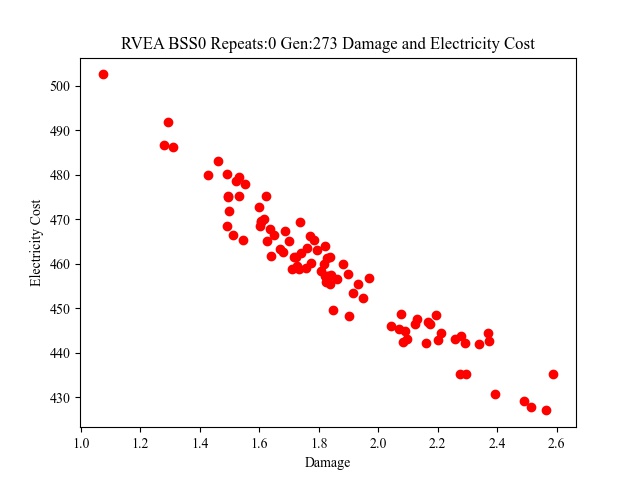 RVEA BSS0 Repeats:0 Gen:273 Damage and Electricity Cost
500
490
480
470
460
450
440
430
Electricity Cost
1.0 1.2 1.4 1.6 1.8 2.0 2.2 2.4 2.6
Damage